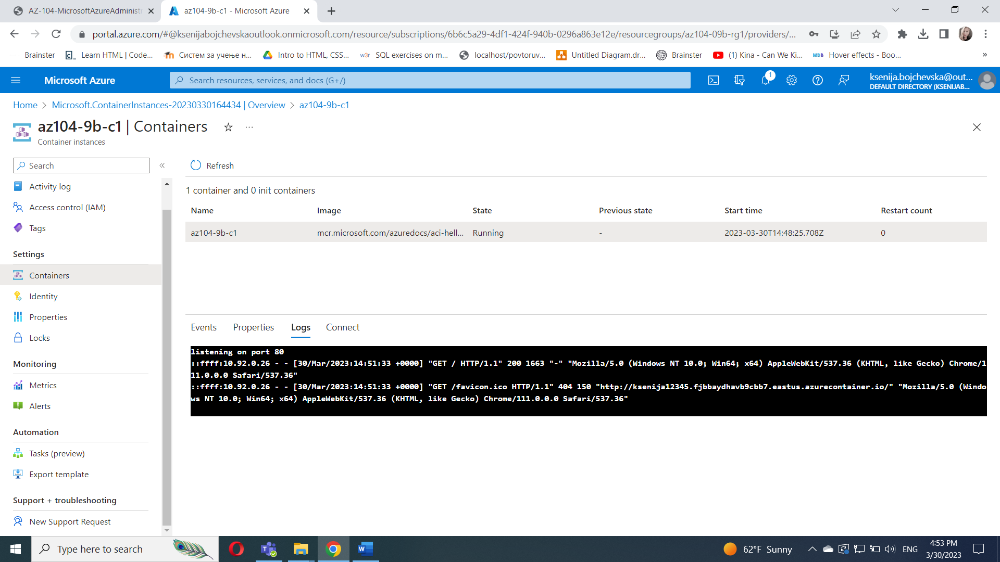 AZ-104-MicrosoftAzureAdministr
az104-9b-c1 - Microsoft Azure
portal.azure.com/#@ksenijabojchevskaoutlook.onmicrosoft.com/resource/subscriptions/6b6c5a29-4df1-424f-940b-0296a863e12e/resourcegroups/az104-09b-rg1/providers/...
Brainster
Learn HTML | Code...
Систем за учење н...
Intro to HTML, CSS...
w3r SQL exercises on m...
localhost/povtoruv...
Untitled Diagram.dr...
Brainster
(1) Kina - Can We Ki...
MDB Hover effects - Boo...
»
Microsoft Azure
Search resources, services, and docs (G+/)
1
ksenija.bojchevska@out...
DEFAULT DIRECTORY (KSENIJAB...
Home > Microsoft.ContainerInstances-20230330164434 | Overview > az104-9b-c1
az104-9b-c1 | Containers
Container instances
Search
«
Activity log
Access control (IAM)
Tags
Settings
Containers
Identity
Properties
Locks
Monitoring
Metrics
Alerts
Automation
Tasks (preview)
Export template
Support + troubleshooting
New Support Request
Refresh
1 container and 0 init containers
Name Image State Previous state Start time Restart count
az104-9b-c1 mcr.microsoft.com/azuredocs/aci-hell... Running - 2023-03-30T14:48:25.708Z 0
Events Properties Logs Connect
listening on port 80
::ffff:10.92.0.26 - - [30/Mar/2023:14:51:33 +0000] "GET / HTTP/1.1" 200 1663 "-" "Mozilla/5.0 (Windows NT 10.0; Win64; x64) AppleWebKit/537.36 (KHTML, like Gecko) Chrome/1
11.0.0.0 Safari/537.36"
::ffff:10.92.0.26 - - [30/Mar/2023:14:51:33 +0000] "GET /favicon.ico HTTP/1.1" 404 150 "http://ksenija12345.fjbbaydhavb9cbb7.eastus.azurecontainer.io/" "Mozilla/5.0 (Windo
ws NT 10.0; Win64; x64) AppleWebKit/537.36 (KHTML, like Gecko) Chrome/111.0.0.0 Safari/537.36"
Type here to search
62°F Sunny
ENG
4:53 PM
3/30/2023